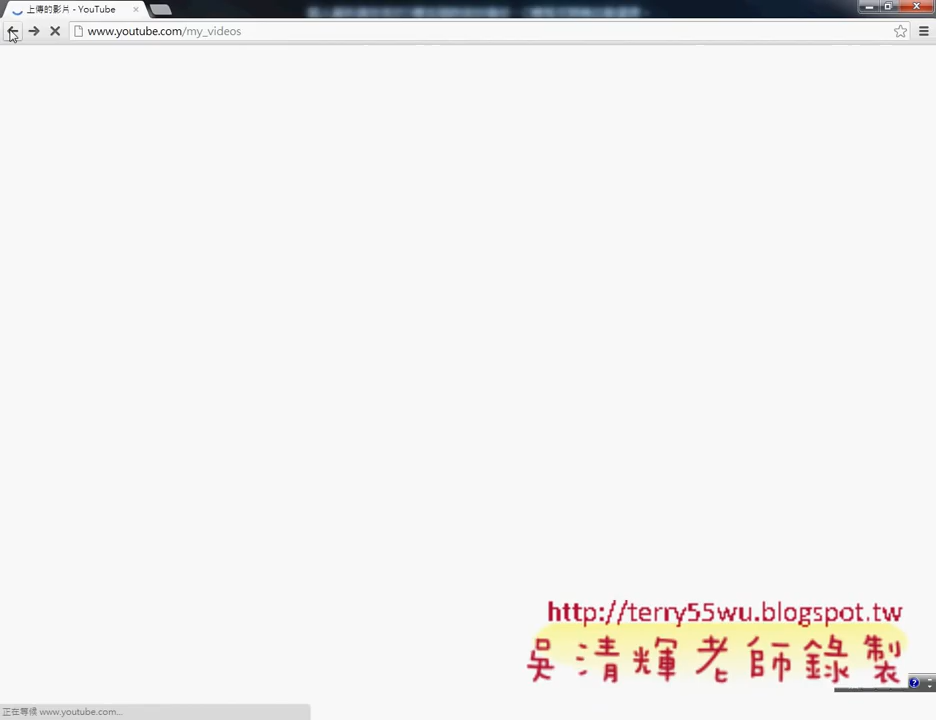 上傳的影片 - YouTube
www.youtube.com/my_videos
http://terry55wu.blogspot.tw
吳清輝老師錄製
正在等候 www.youtube.com...